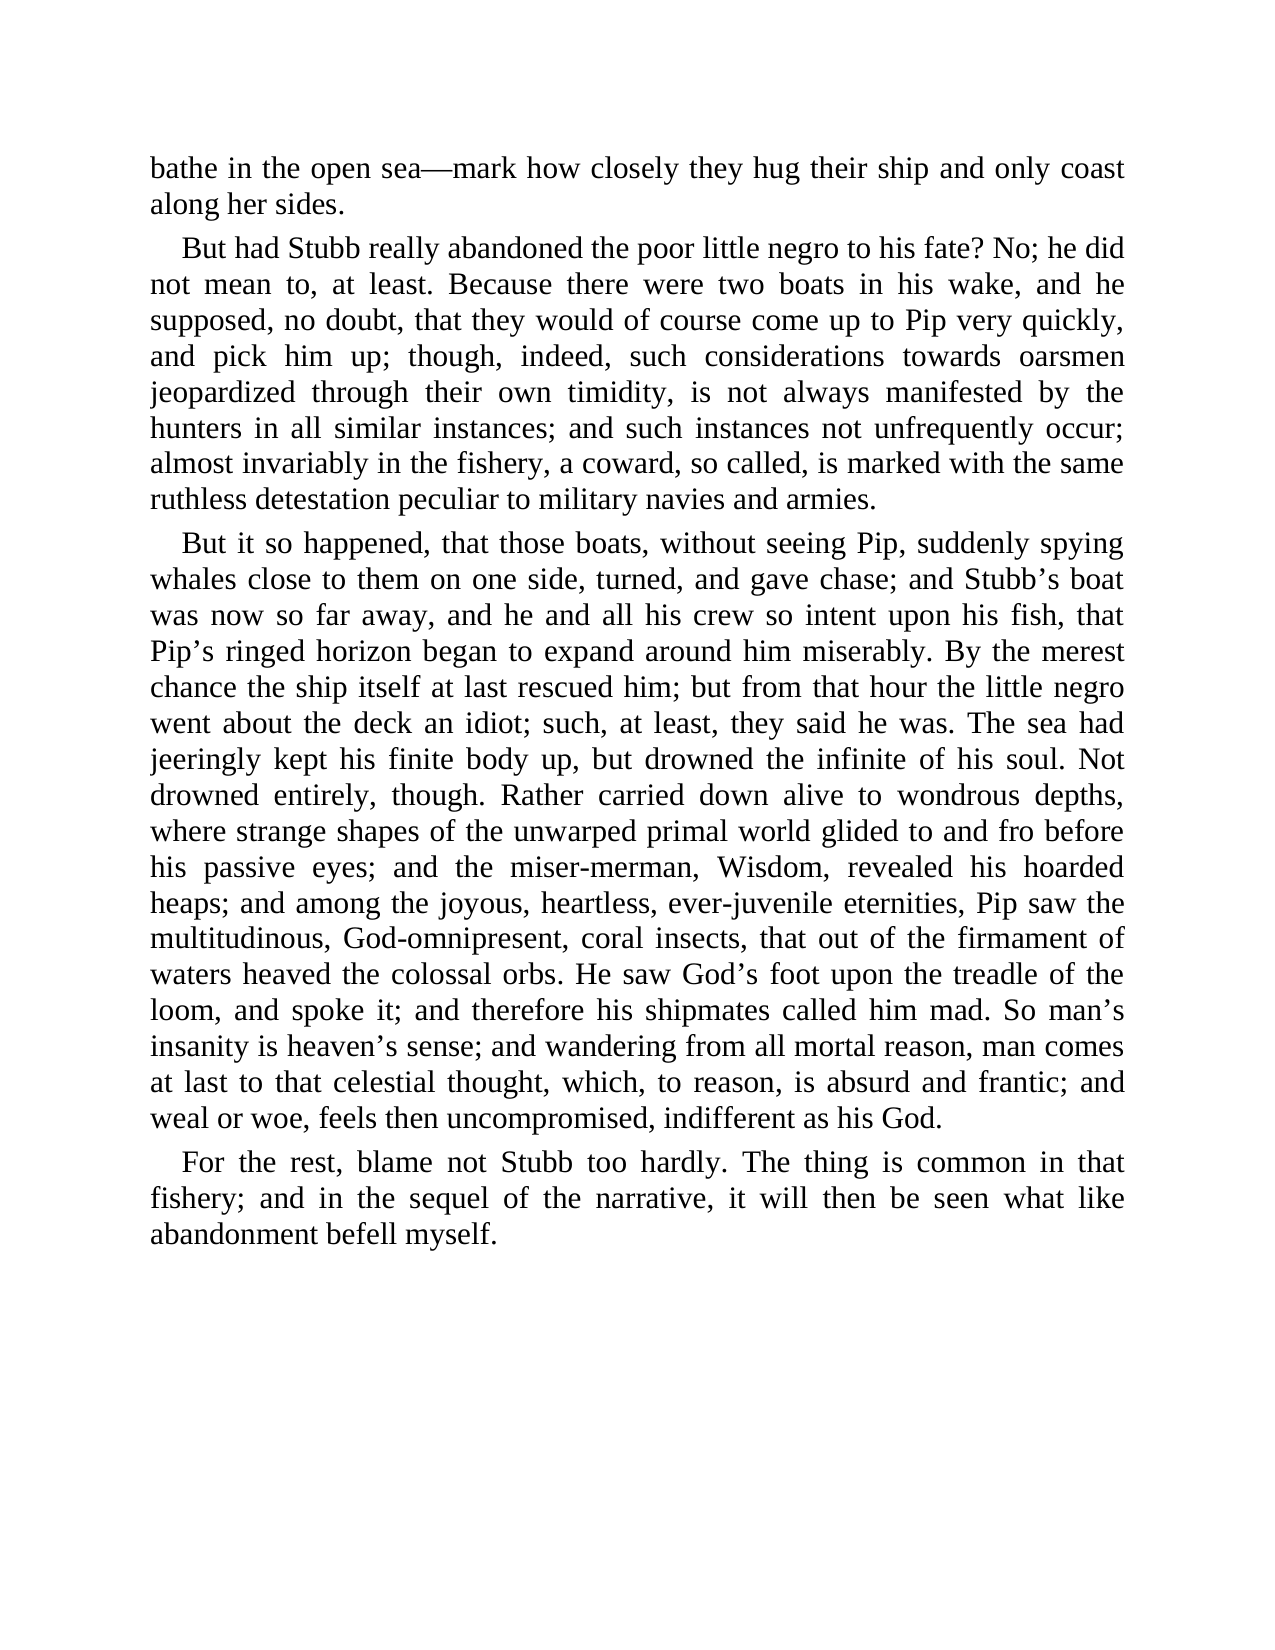 bathe in the open sea—mark how closely they hug their ship and only coast
along her sides.
But had Stubb really abandoned the poor little negro to his fate? No; he did
not mean to, at least. Because there were two boats in his wake, and he
supposed, no doubt, that they would of course come up to Pip very quickly,
and pick him up; though, indeed, such considerations towards oarsmen
jeopardized through their own timidity, is not always manifested by the
hunters in all similar instances; and such instances not unfrequently occur;
almost invariably in the fishery, a coward, so called, is marked with the same
ruthless detestation peculiar to military navies and armies.
But it so happened, that those boats, without seeing Pip, suddenly spying
whales close to them on one side, turned, and gave chase; and Stubb’s boat
was now so far away, and he and all his crew so intent upon his fish, that
Pip’s ringed horizon began to expand around him miserably. By the merest
chance the ship itself at last rescued him; but from that hour the little negro
went about the deck an idiot; such, at least, they said he was. The sea had
jeeringly kept his finite body up, but drowned the infinite of his soul. Not
drowned entirely, though. Rather carried down alive to wondrous depths,
where strange shapes of the unwarped primal world glided to and fro before
his passive eyes; and the miser-merman, Wisdom, revealed his hoarded
heaps; and among the joyous, heartless, ever-juvenile eternities, Pip saw the
multitudinous, God-omnipresent, coral insects, that out of the firmament of
waters heaved the colossal orbs. He saw God’s foot upon the treadle of the
loom, and spoke it; and therefore his shipmates called him mad. So man’s
insanity is heaven’s sense; and wandering from all mortal reason, man comes
at last to that celestial thought, which, to reason, is absurd and frantic; and
weal or woe, feels then uncompromised, indifferent as his God.
For the rest, blame not Stubb too hardly. The thing is common in that
fishery; and in the sequel of the narrative, it will then be seen what like
abandonment befell myself.